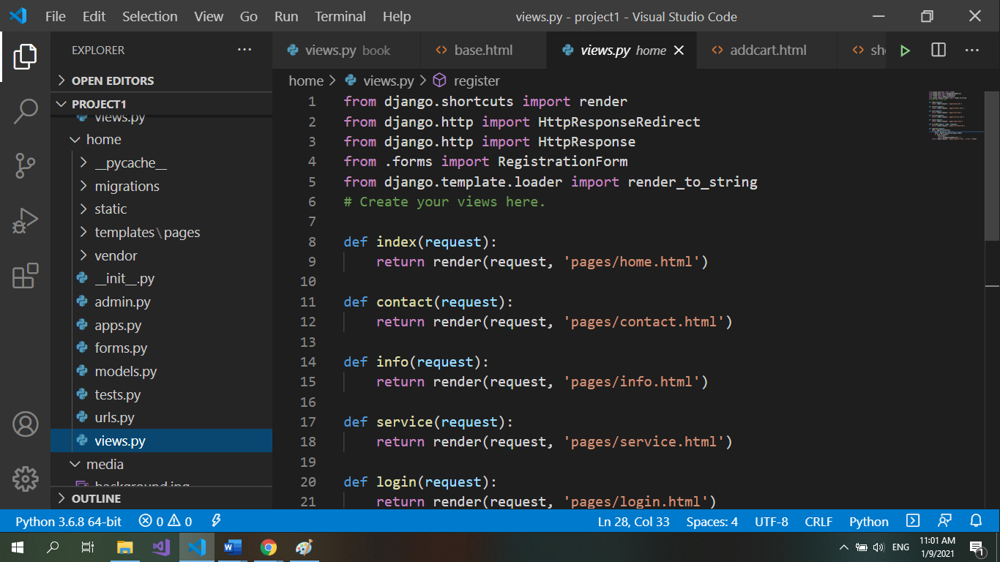 File Edit Selection View Go Run Terminal Help views.py - project1 - Visual Studio Code
EXPLORER ···
views.py book base.html views.py home addcart.html
OPEN EDITORS
PROJECT1
views.py
home
__pycache__
migrations
static
templates\pages
vendor
__init__.py
admin.py
apps.py
forms.py
models.py
tests.py
urls.py
views.py
media
background.jpg
OUTLINE
home > views.py > register
1 from django.shortcuts import render
2 from django.http import HttpResponseRedirect
3 from django.http import HttpResponse
4 from .forms import RegistrationForm
5 from django.template.loader import render_to_string
6 # Create your views here.
7
8 def index(request):
9 return render(request, 'pages/home.html')
10
11 def contact(request):
12 return render(request, 'pages/contact.html')
13
14 def info(request):
15 return render(request, 'pages/info.html')
16
17 def service(request):
18 return render(request, 'pages/service.html')
19
20 def login(request):
21 return render(request, 'pages/login.html')
Python 3.6.8 64-bit 0 0 Ln 28, Col 33 Spaces: 4 UTF-8 CRLF Python
ENG 11:01 AM
1/9/2021 1